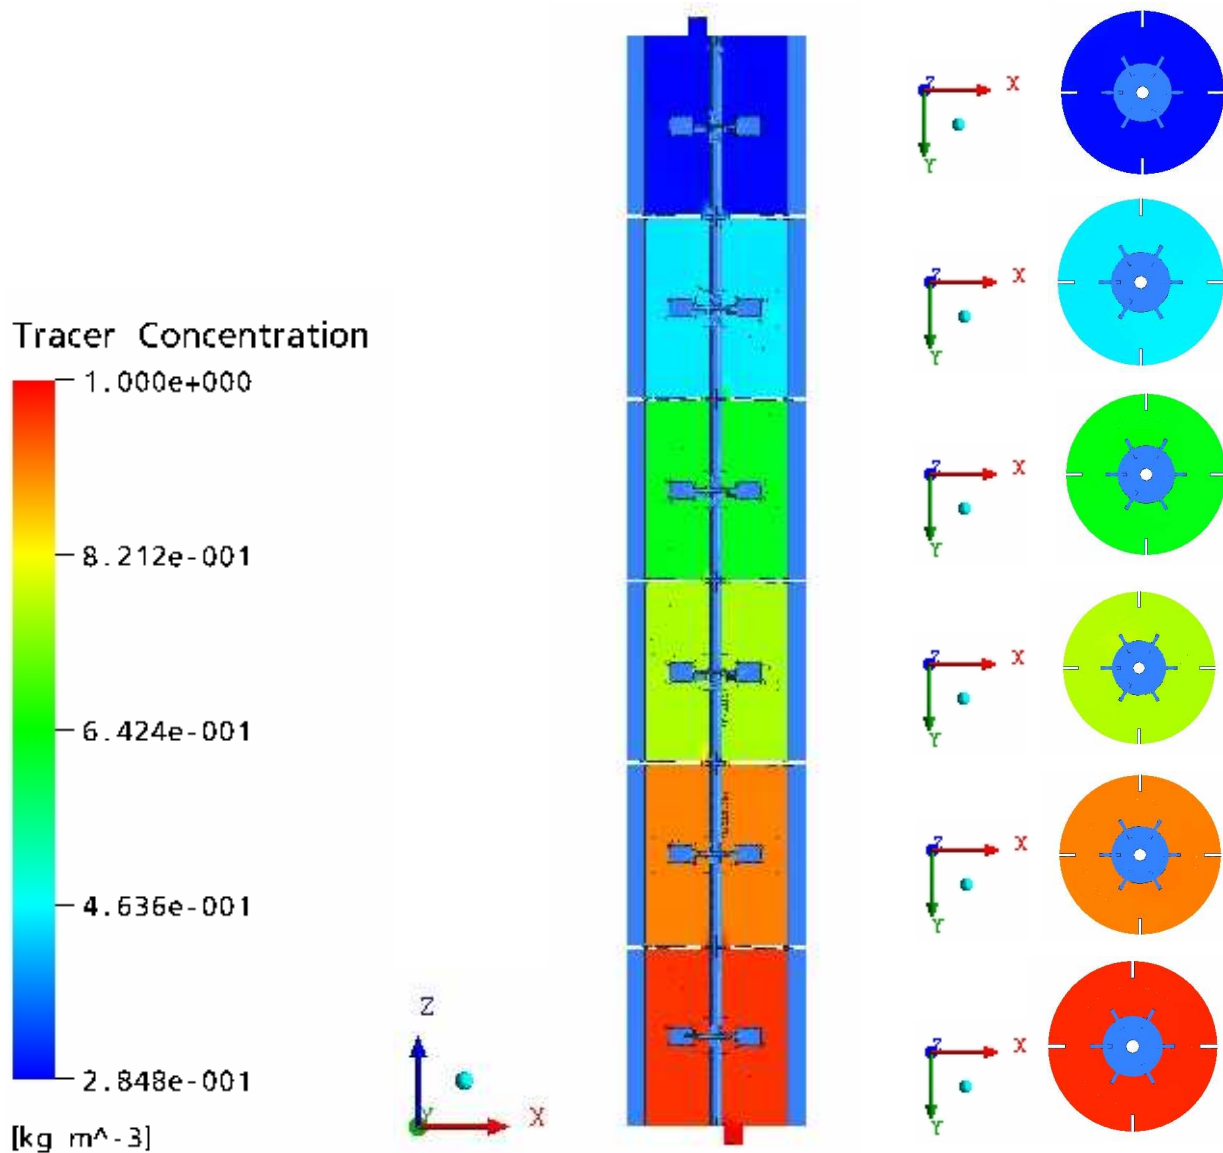 Tracer Concentration
1.000e+000
8.212e-001
6.424e-001
4.636e-001
2.848e-001
[kg m^-3]
Z
Y
X
Z
X
Y
Z
X
Y
Z
X
Y
Z
X
Y
Z
X
Y
Z
X
Y